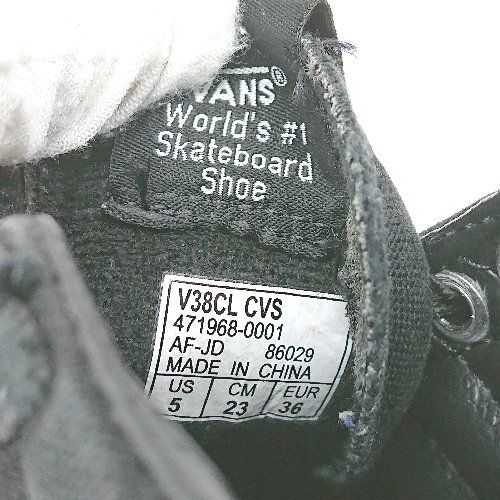 VANS®
World's #1
Skateboard
Shoe
V38CL CVS
471968-0001
AF-JD 86029
MADE IN CHINA
US CM EUR
5 23 36